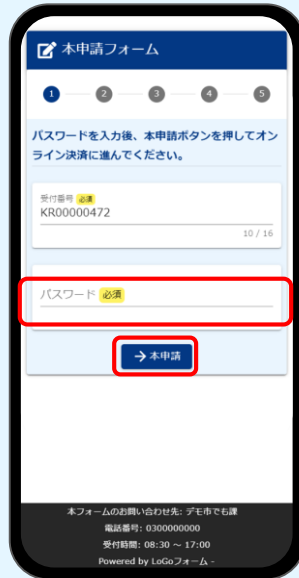 本申請フォーム
1 2 3 4 5
パスワードを入力後、本申請ボタンを押してオン
ライン決済に進んでください。
受付番号 必須
KR00000472
10 / 16
パスワード 必須
→本申請
本フォームのお問い合わせ先: デモ市でも課
電話番号: 0300000000
受付時間: 08:30 ～ 17:00
Powered by LoGoフォーム -